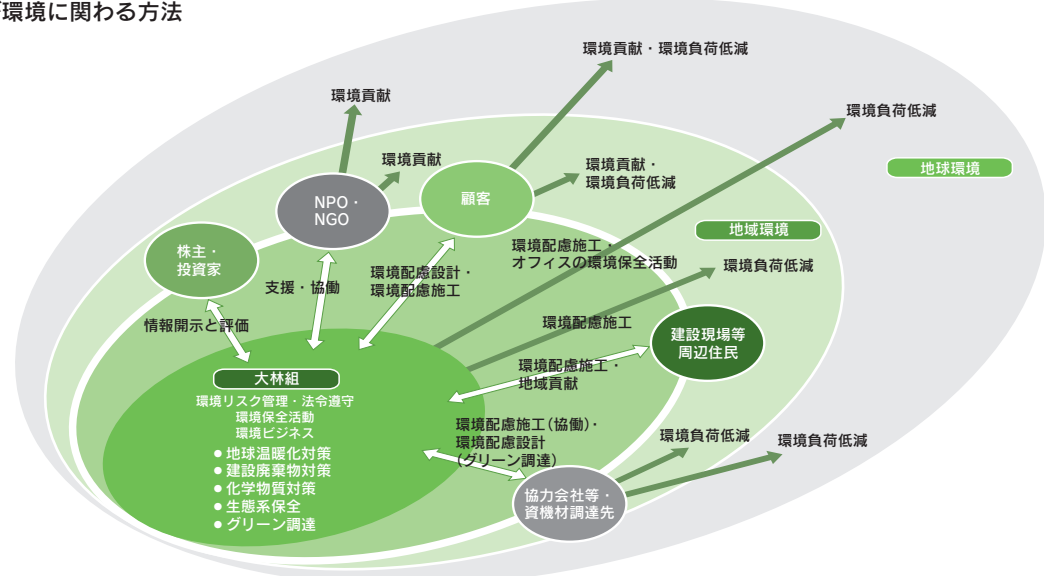 環境に関わる方法
環境貢献・環境負荷低減
環境貢献
環境負荷低減
環境貢献
環境貢献・
環境負荷低減
地球環境
NPO・
NGO
顧客
地域環境
株主・
投資家
環境配慮施工・
オフィスの環境保全活動
環境負荷低減
環境配慮設計・
環境配慮施工
支援・協働
情報開示と評価
環境配慮施工
建設現場等
周辺住民
環境配慮施工・
地域貢献
大林組
環境リスク管理・法令遵守
環境保全活動
環境ビジネス
●地球温暖化対策
●建設廃棄物対策
●化学物質対策
●生態系保全
●グリーン調達
環境配慮施工(協働)・
環境配慮設計
(グリーン調達)
環境負荷低減
環境負荷低減
協力会社等・
資機材調達先